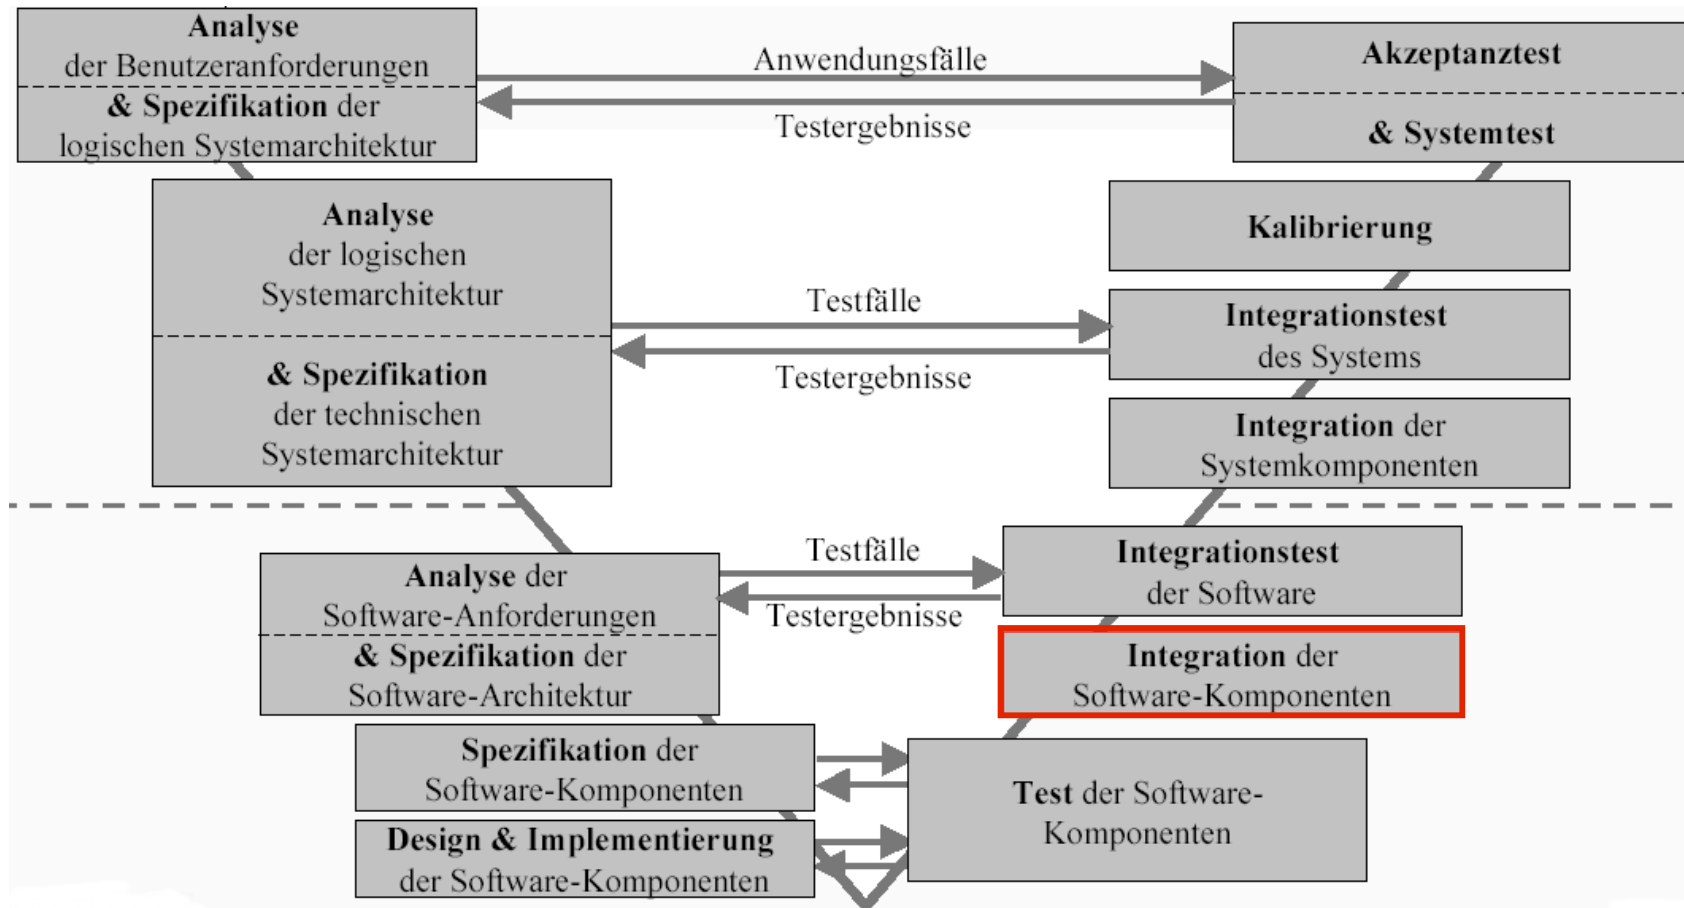 Analyse
der Benutzeranforderungen
& Spezifikation der
logischen Systemarchitektur
Anwendungsfälle
Testergebnisse
Akzeptanztest
& Systemtest
Analyse
der logischen
Systemarchitektur
& Spezifikation
der technischen
Systemarchitektur
Testfälle
Testergebnisse
Kalibrierung
Integrationstest
des Systems
Integration der
Systemkomponenten
Analyse der
Software-Anforderungen
& Spezifikation der
Software-Architektur
Testfälle
Testergebnisse
Integrationstest
der Software
Integration der
Software-Komponenten
Spezifikation der
Software-Komponenten
Design & Implementierung
der Software-Komponenten
Test der Software-
Komponenten